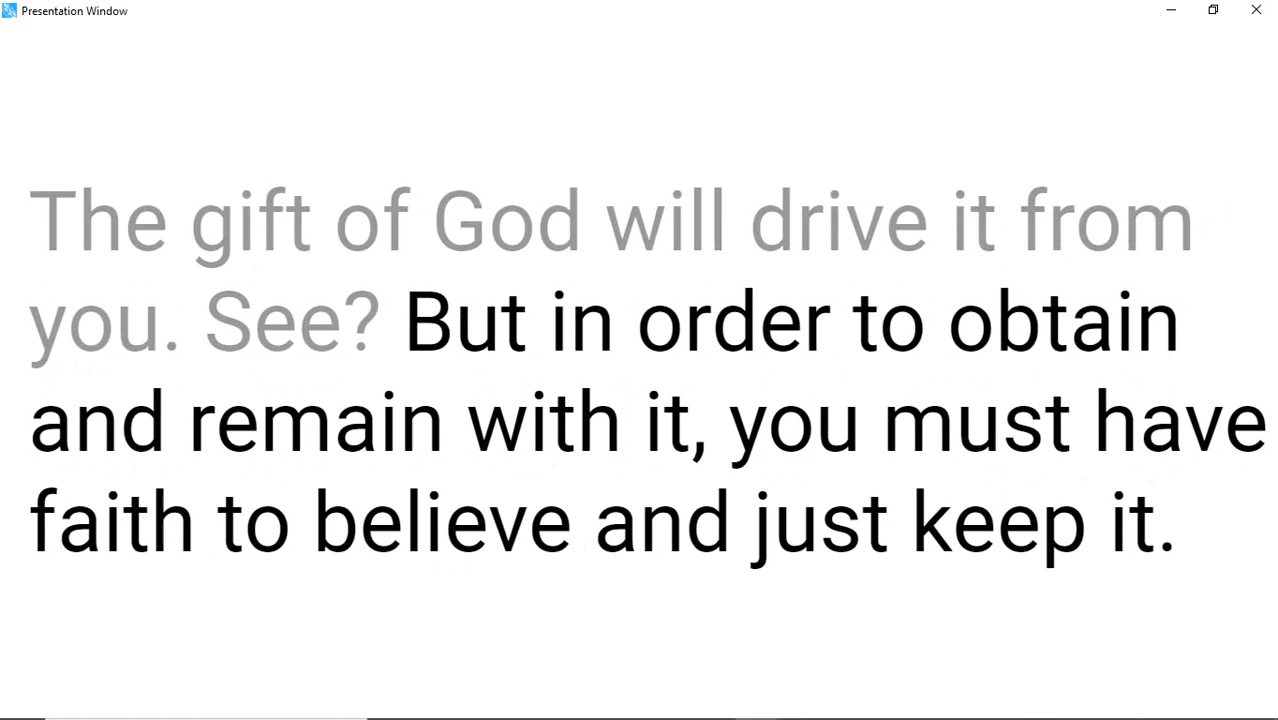 Presentation Window
The gift of God will drive it from
you. See? But in order to obtain
and remain with it, you must have
faith to believe and just keep it.